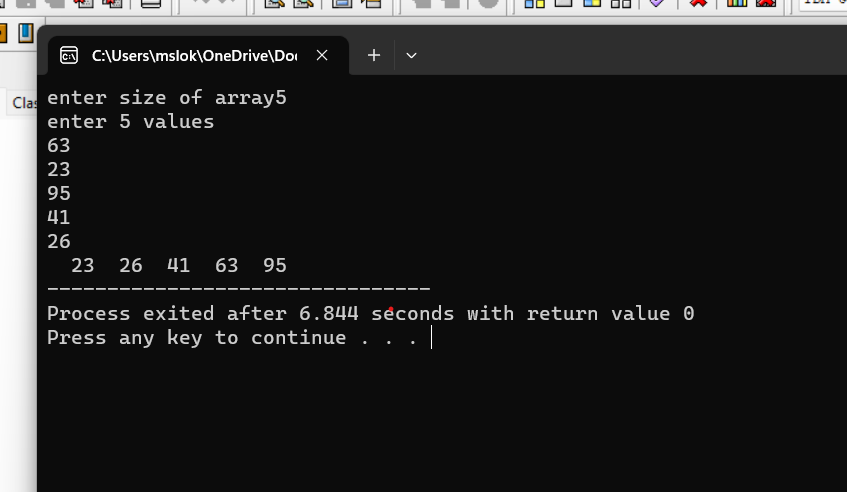 C:\Users\mslok\OneDrive\Doc
Clas
enter size of array5
enter 5 values
63
23
95
41
26
23 26 41 63 95
--------------------------------
Process exited after 6.844 seconds with return value 0
Press any key to continue . . .